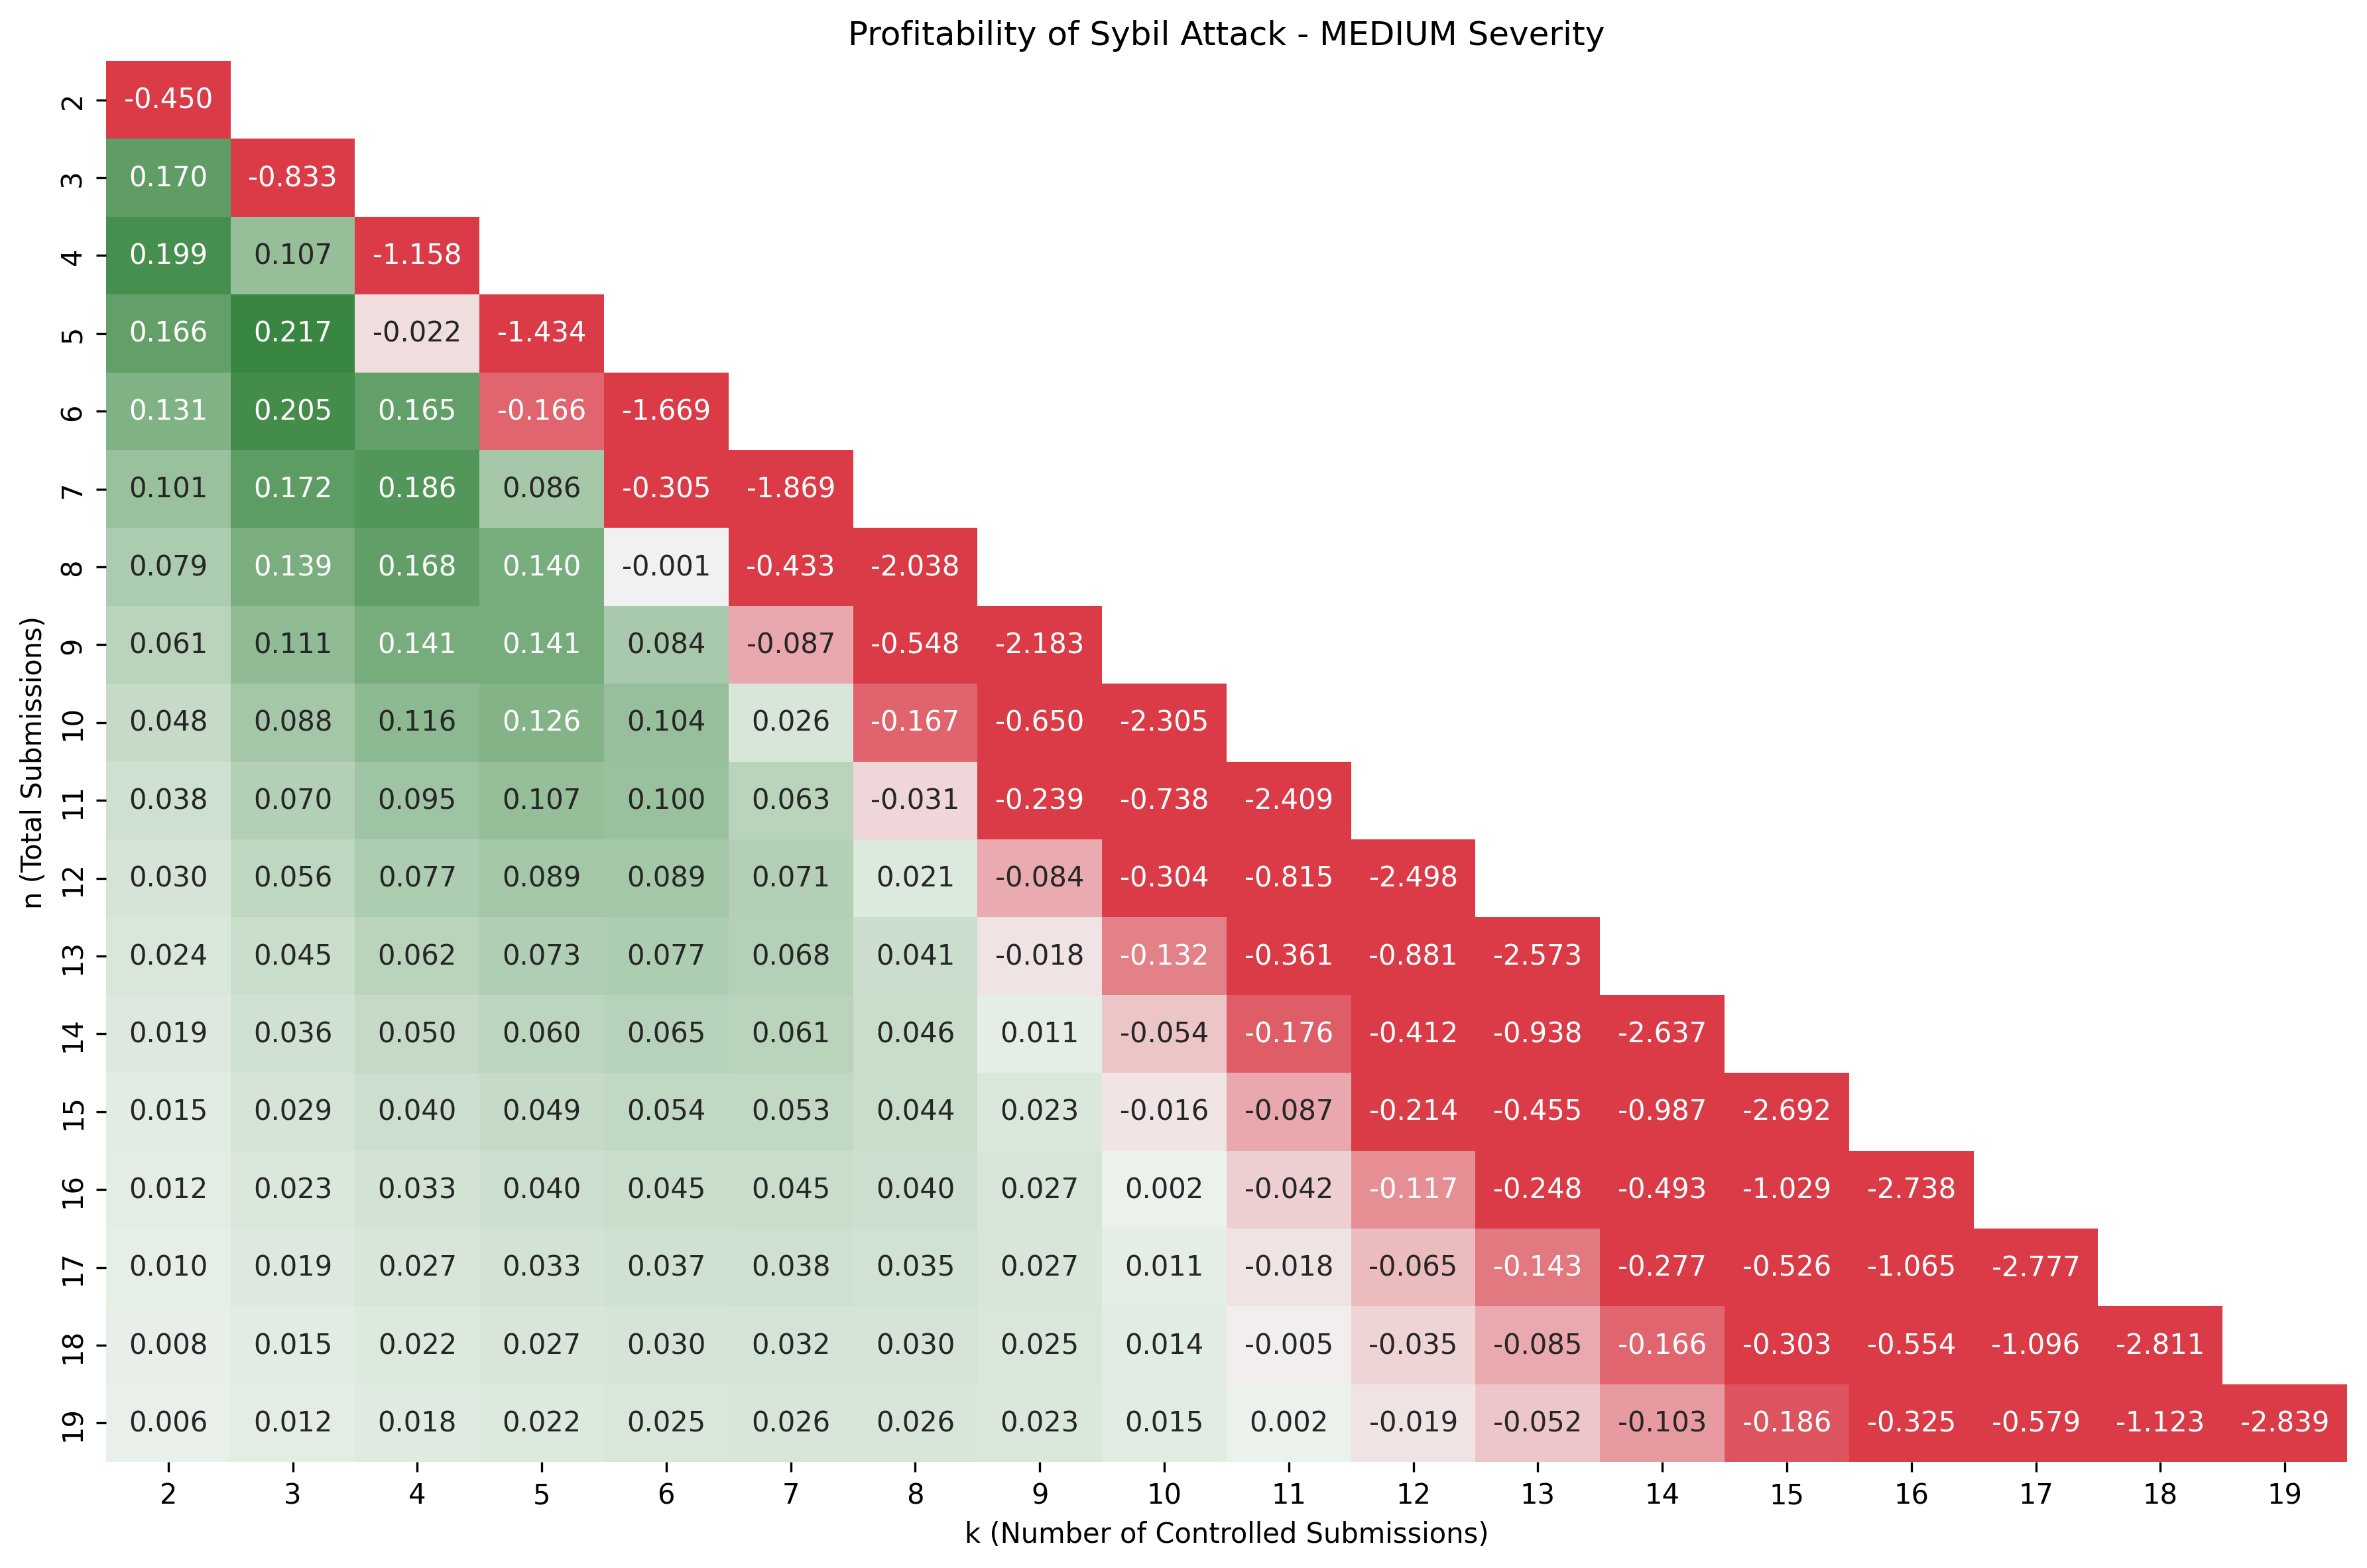 Profitability of Sybil Attack - MEDIUM Severity
n (Total Submissions)
2 -0.450
3 0.170 -0.833
4 0.199 0.107 -1.158
5 0.166 0.217 -0.022 -1.434
6 0.131 0.205 0.165 -0.166 -1.669
7 0.101 0.172 0.186 0.086 -0.305 -1.869
8 0.079 0.139 0.168 0.140 -0.001 -0.433 -2.038
9 0.061 0.111 0.141 0.141 0.084 -0.087 -0.548 -2.183
10 0.048 0.088 0.116 0.126 0.104 0.026 -0.167 -0.650 -2.305
11 0.038 0.070 0.095 0.107 0.100 0.063 -0.031 -0.239 -0.738 -2.409
12 0.030 0.056 0.077 0.089 0.089 0.071 0.021 -0.084 -0.304 -0.815 -2.498
13 0.024 0.045 0.062 0.073 0.077 0.068 0.041 -0.018 -0.132 -0.361 -0.881 -2.573
14 0.019 0.036 0.050 0.060 0.065 0.061 0.046 0.011 -0.054 -0.176 -0.412 -0.938 -2.637
15 0.015 0.029 0.040 0.049 0.054 0.053 0.044 0.023 -0.016 -0.087 -0.214 -0.455 -0.987 -2.692
16 0.012 0.023 0.033 0.040 0.045 0.045 0.040 0.027 0.002 -0.042 -0.117 -0.248 -0.493 -1.029 -2.738
17 0.010 0.019 0.027 0.033 0.037 0.038 0.035 0.027 0.011 -0.018 -0.065 -0.143 -0.277 -0.526 -1.065 -2.777
18 0.008 0.015 0.022 0.027 0.030 0.032 0.030 0.025 0.014 -0.005 -0.035 -0.085 -0.166 -0.303 -0.554 -1.096 -2.811
19 0.006 0.012 0.018 0.022 0.025 0.026 0.026 0.023 0.015 0.002 -0.019 -0.052 -0.103 -0.186 -0.325 -0.579 -1.123 -2.839
2 3 4 5 6 7 8 9 10 11 12 13 14 15 16 17 18 19
k (Number of Controlled Submissions)